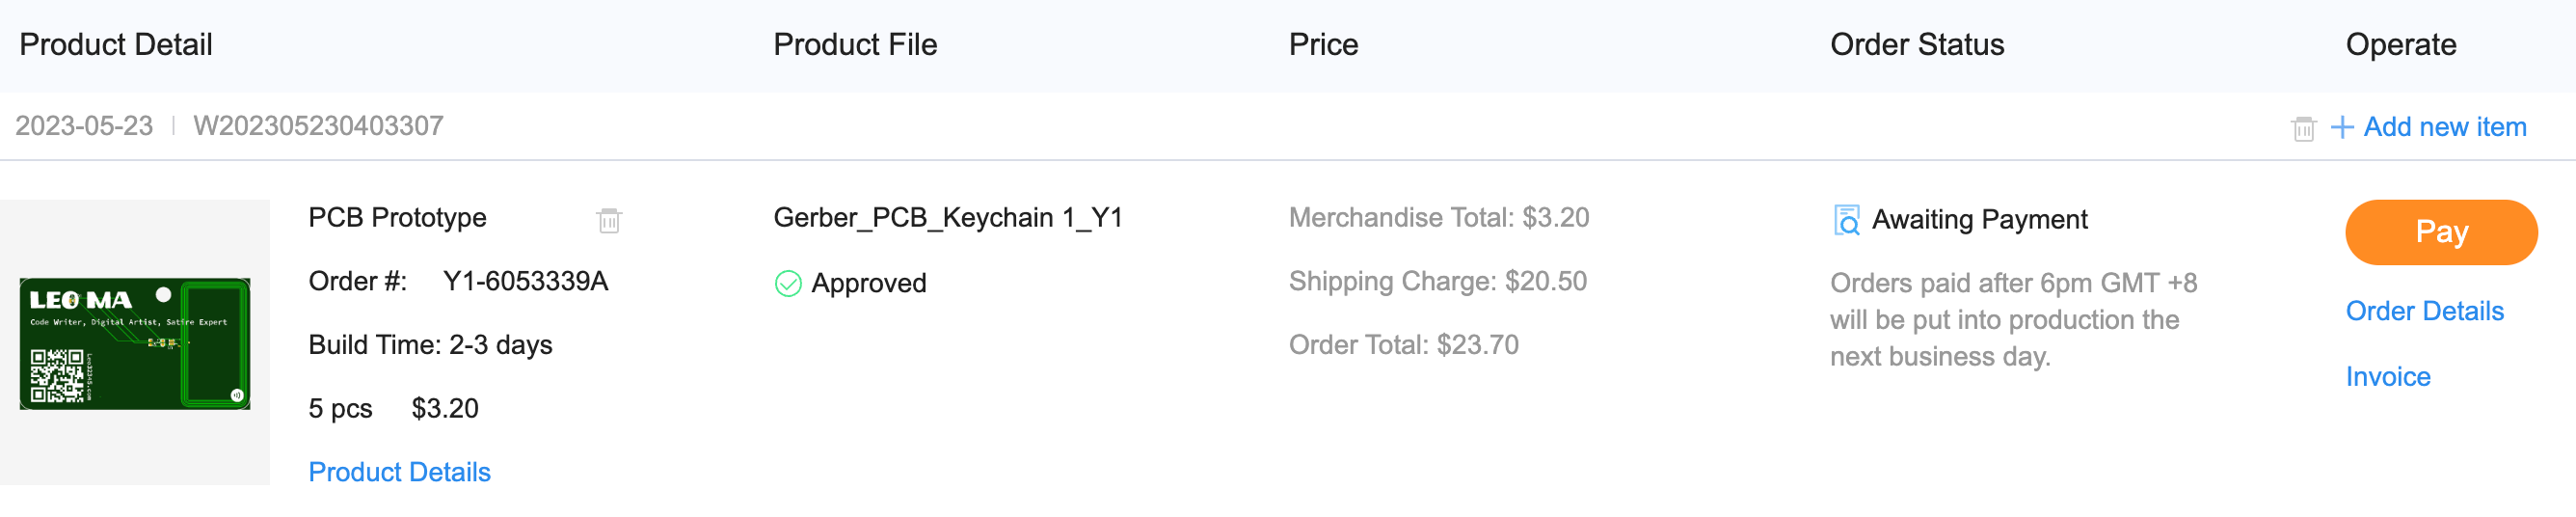 Product Detail
Product File
Price
Order Status
Operate
2023-05-23 | W202305230403307
Add new item
LEO MA
Code Writer, Digital Artist, Satire Expert
PCB Prototype
Order #: Y1-6053339A
Build Time: 2-3 days
5 pcs $3.20
Product Details
Gerber_PCB_Keychain 1_Y1
Approved
Merchandise Total: $3.20
Shipping Charge: $20.50
Order Total: $23.70
Awaiting Payment
Orders paid after 6pm GMT +8
will be put into production the
next business day.
Pay
Order Details
Invoice